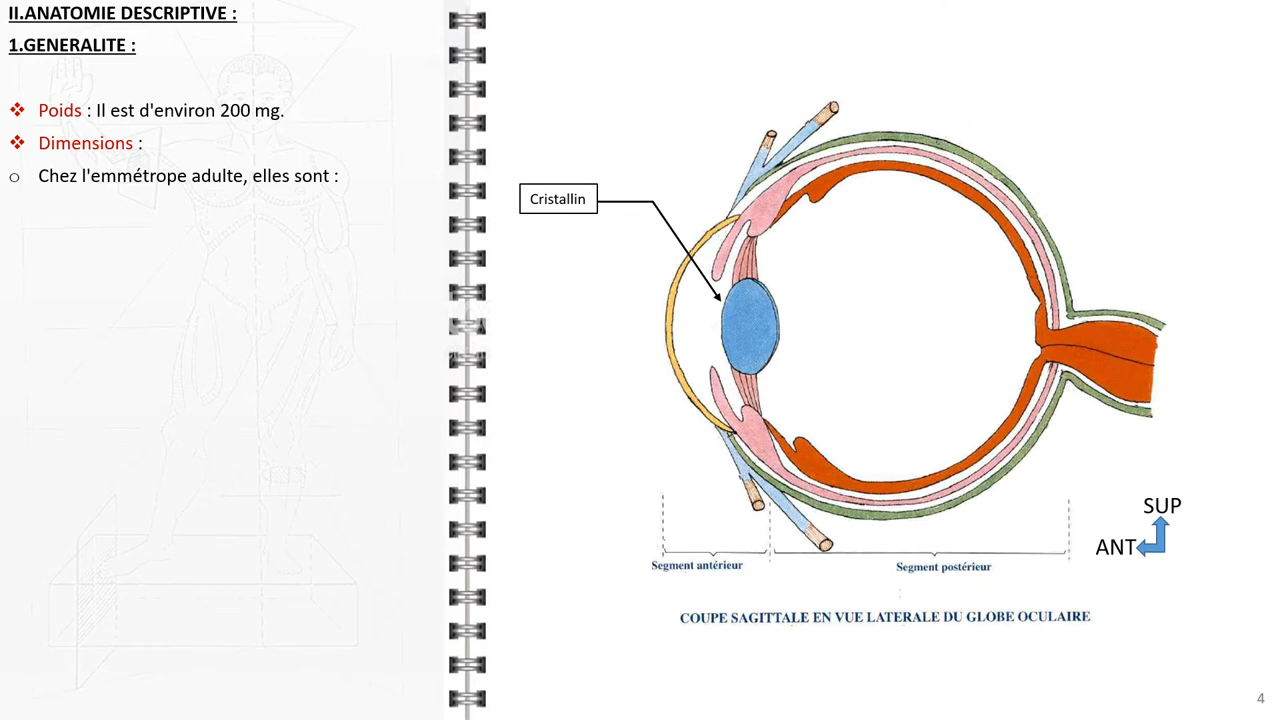 II.ANATOMIE DESCRIPTIVE :
1.GENERALITE :
❖ Poids : Il est d'environ 200 mg.
❖ Dimensions :
o Chez l'emmétrope adulte, elles sont :
Cristallin
SUP
ANT
Segment antérieur
Segment postérieur
COUPE SAGITTALE EN VUE LATERALE DU GLOBE OCULAIRE
4